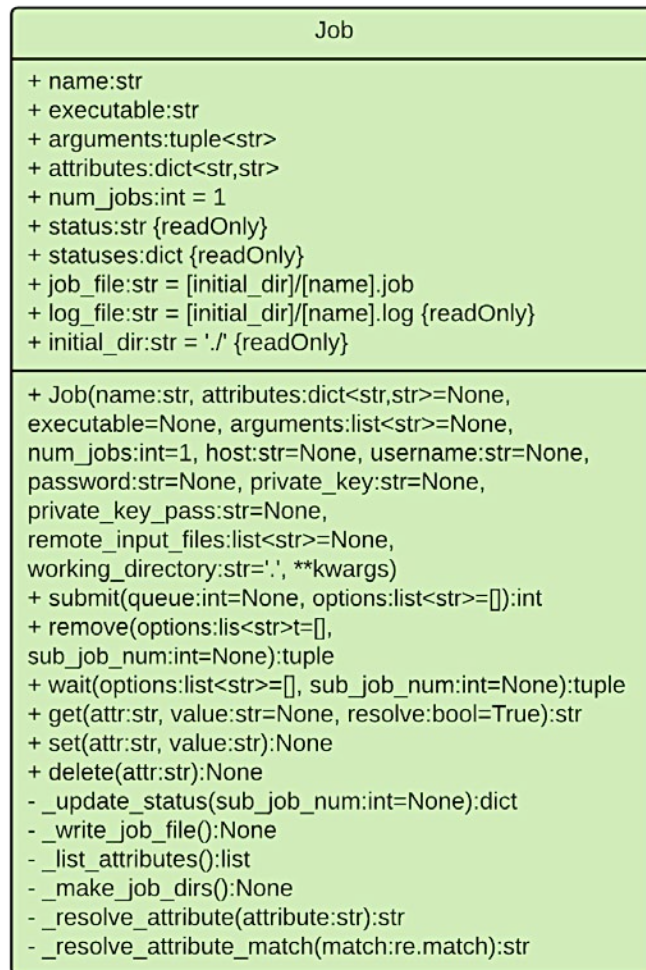 Job
+ name:str
+ executable:str
+ arguments:tuple<str>
+ attributes:dict<str,str>
+ num_jobs:int = 1
+ status:str {readOnly}
+ statuses:dict {readOnly}
+ job_file:str = [initial_dir]/[name].job
+ log_file:str = [initial_dir]/[name].log {readOnly}
+ initial_dir:str = './' {readOnly}
+ Job(name:str, attributes:dict<str,str>=None,
executable=None, arguments:list<str>=None,
num_jobs:int=1, host:str=None, username:str=None,
password:str=None, private_key:str=None,
private_key_pass:str=None,
remote_input_files:list<str>=None,
working_directory:str='.', **kwargs)
+ submit(queue:int=None, options:list<str>=[]):int
+ remove(options:lis<str>t=[],
sub_job_num:int=None):tuple
+ wait(options:list<str>=[], sub_job_num:int=None):tuple
+ get(attr:str, value:str=None, resolve:bool=True):str
+ set(attr:str, value:str):None
+ delete(attr:str):None
- _update_status(sub_job_num:int=None):dict
- _write_job_file():None
- _list_attributes():list
- _make_job_dirs():None
- _resolve_attribute(attribute:str):str
- _resolve_attribute_match(match:re.match):str